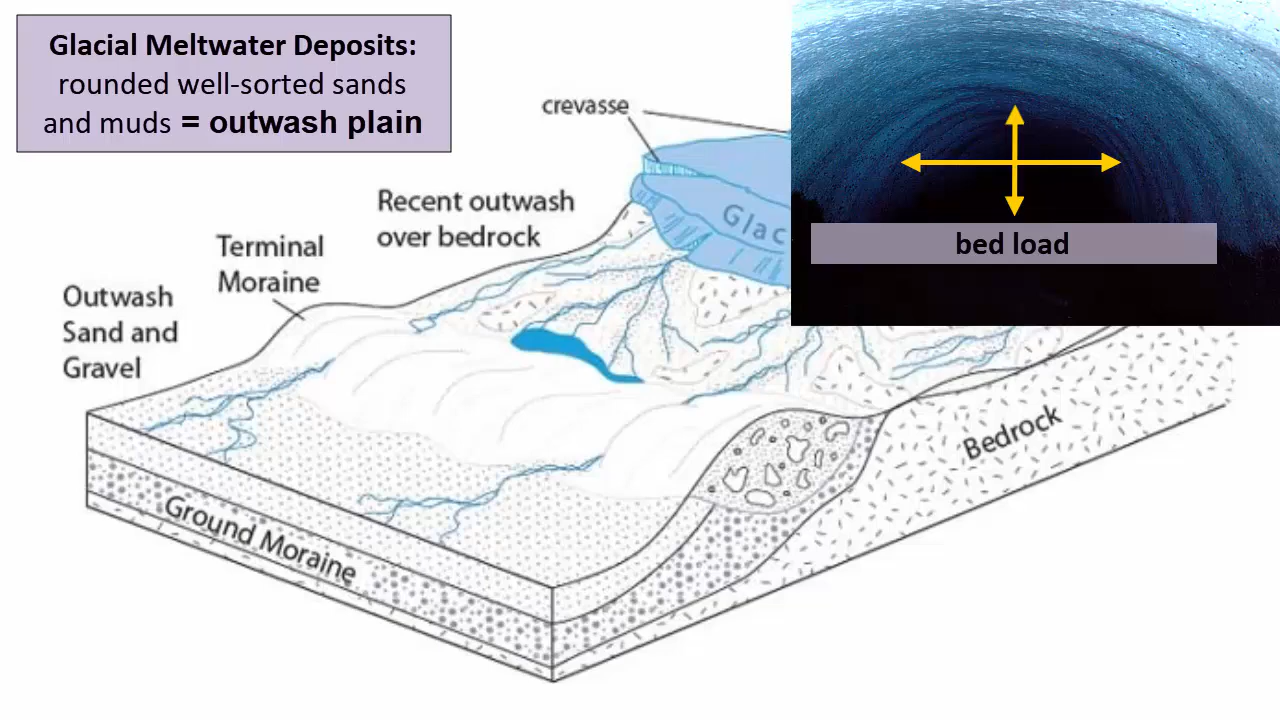 Glacial Meltwater Deposits:
rounded well-sorted sands
and muds = outwash plain
crevasse
Recent outwash
over bedrock
Terminal
Moraine
Outwash
Sand and
Gravel
Glac
bed load
Bedrock
Ground Moraine